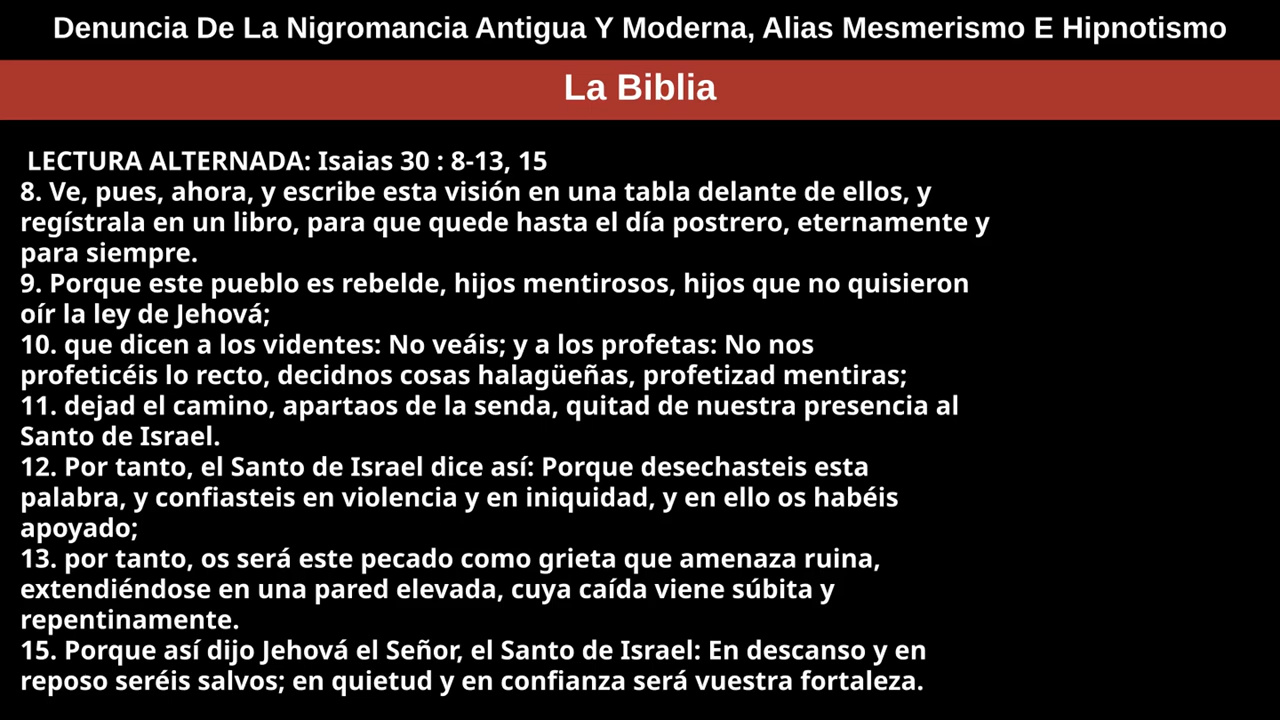 Denuncia De La Nigromancia Antigua Y Moderna, Alias Mesmerismo E Hipnotismo
La Biblia
LECTURA ALTERNADA: Isaias 30 : 8-13, 15
8. Ve, pues, ahora, y escribe esta visión en una tabla delante de ellos, y
regístrala en un libro, para que quede hasta el día postrero, eternamente y
para siempre.
9. Porque este pueblo es rebelde, hijos mentirosos, hijos que no quisieron
oír la ley de Jehová;
10. que dicen a los videntes: No veáis; y a los profetas: No nos
profeticéis lo recto, decidnos cosas halagüeñas, profetizad mentiras;
11. dejad el camino, apartaos de la senda, quitad de nuestra presencia al
Santo de Israel.
12. Por tanto, el Santo de Israel dice así: Porque desechasteis esta
palabra, y confiasteis en violencia y en iniquidad, y en ello os habéis
apoyado;
13. por tanto, os será este pecado como grieta que amenaza ruina,
extendiéndose en una pared elevada, cuya caída viene súbita y
repentinamente.
15. Porque así dijo Jehová el Señor, el Santo de Israel: En descanso y en
reposo seréis salvos; en quietud y en confianza será vuestra fortaleza.